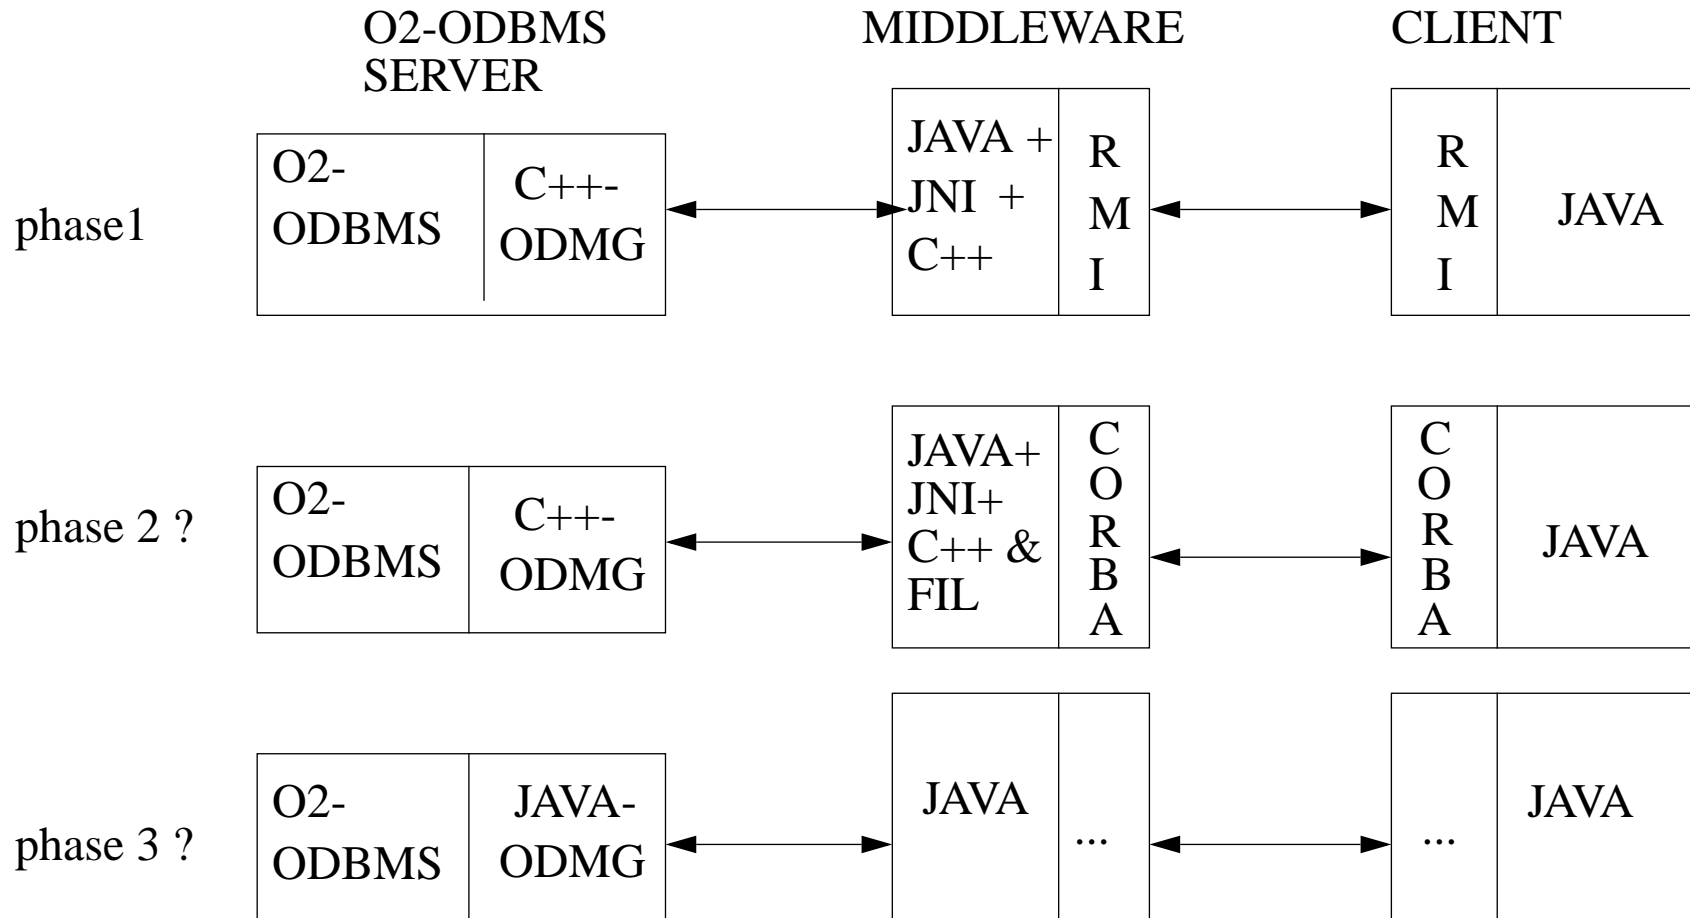 O2-ODBMS
SERVER
MIDDLEWARE
CLIENT
phase1
O2-
ODBMS
C++-
ODMG
JAVA +
JNI +
C++
R
M
I
R
M
I
JAVA
phase 2 ?
O2-
ODBMS
C++-
ODMG
JAVA+
JNI+
C++ &
FIL
C
O
R
B
A
C
O
R
B
A
JAVA
phase 3 ?
O2-
ODBMS
JAVA-
ODMG
JAVA
...
...
JAVA